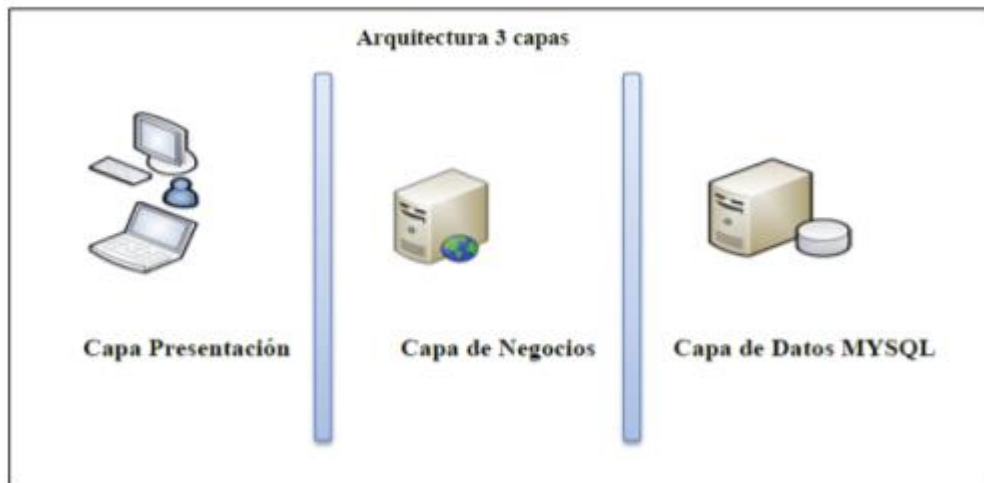 Arquitectura 3 capas
Capa Presentación
Capa de Negocios
Capa de Datos MYSQL